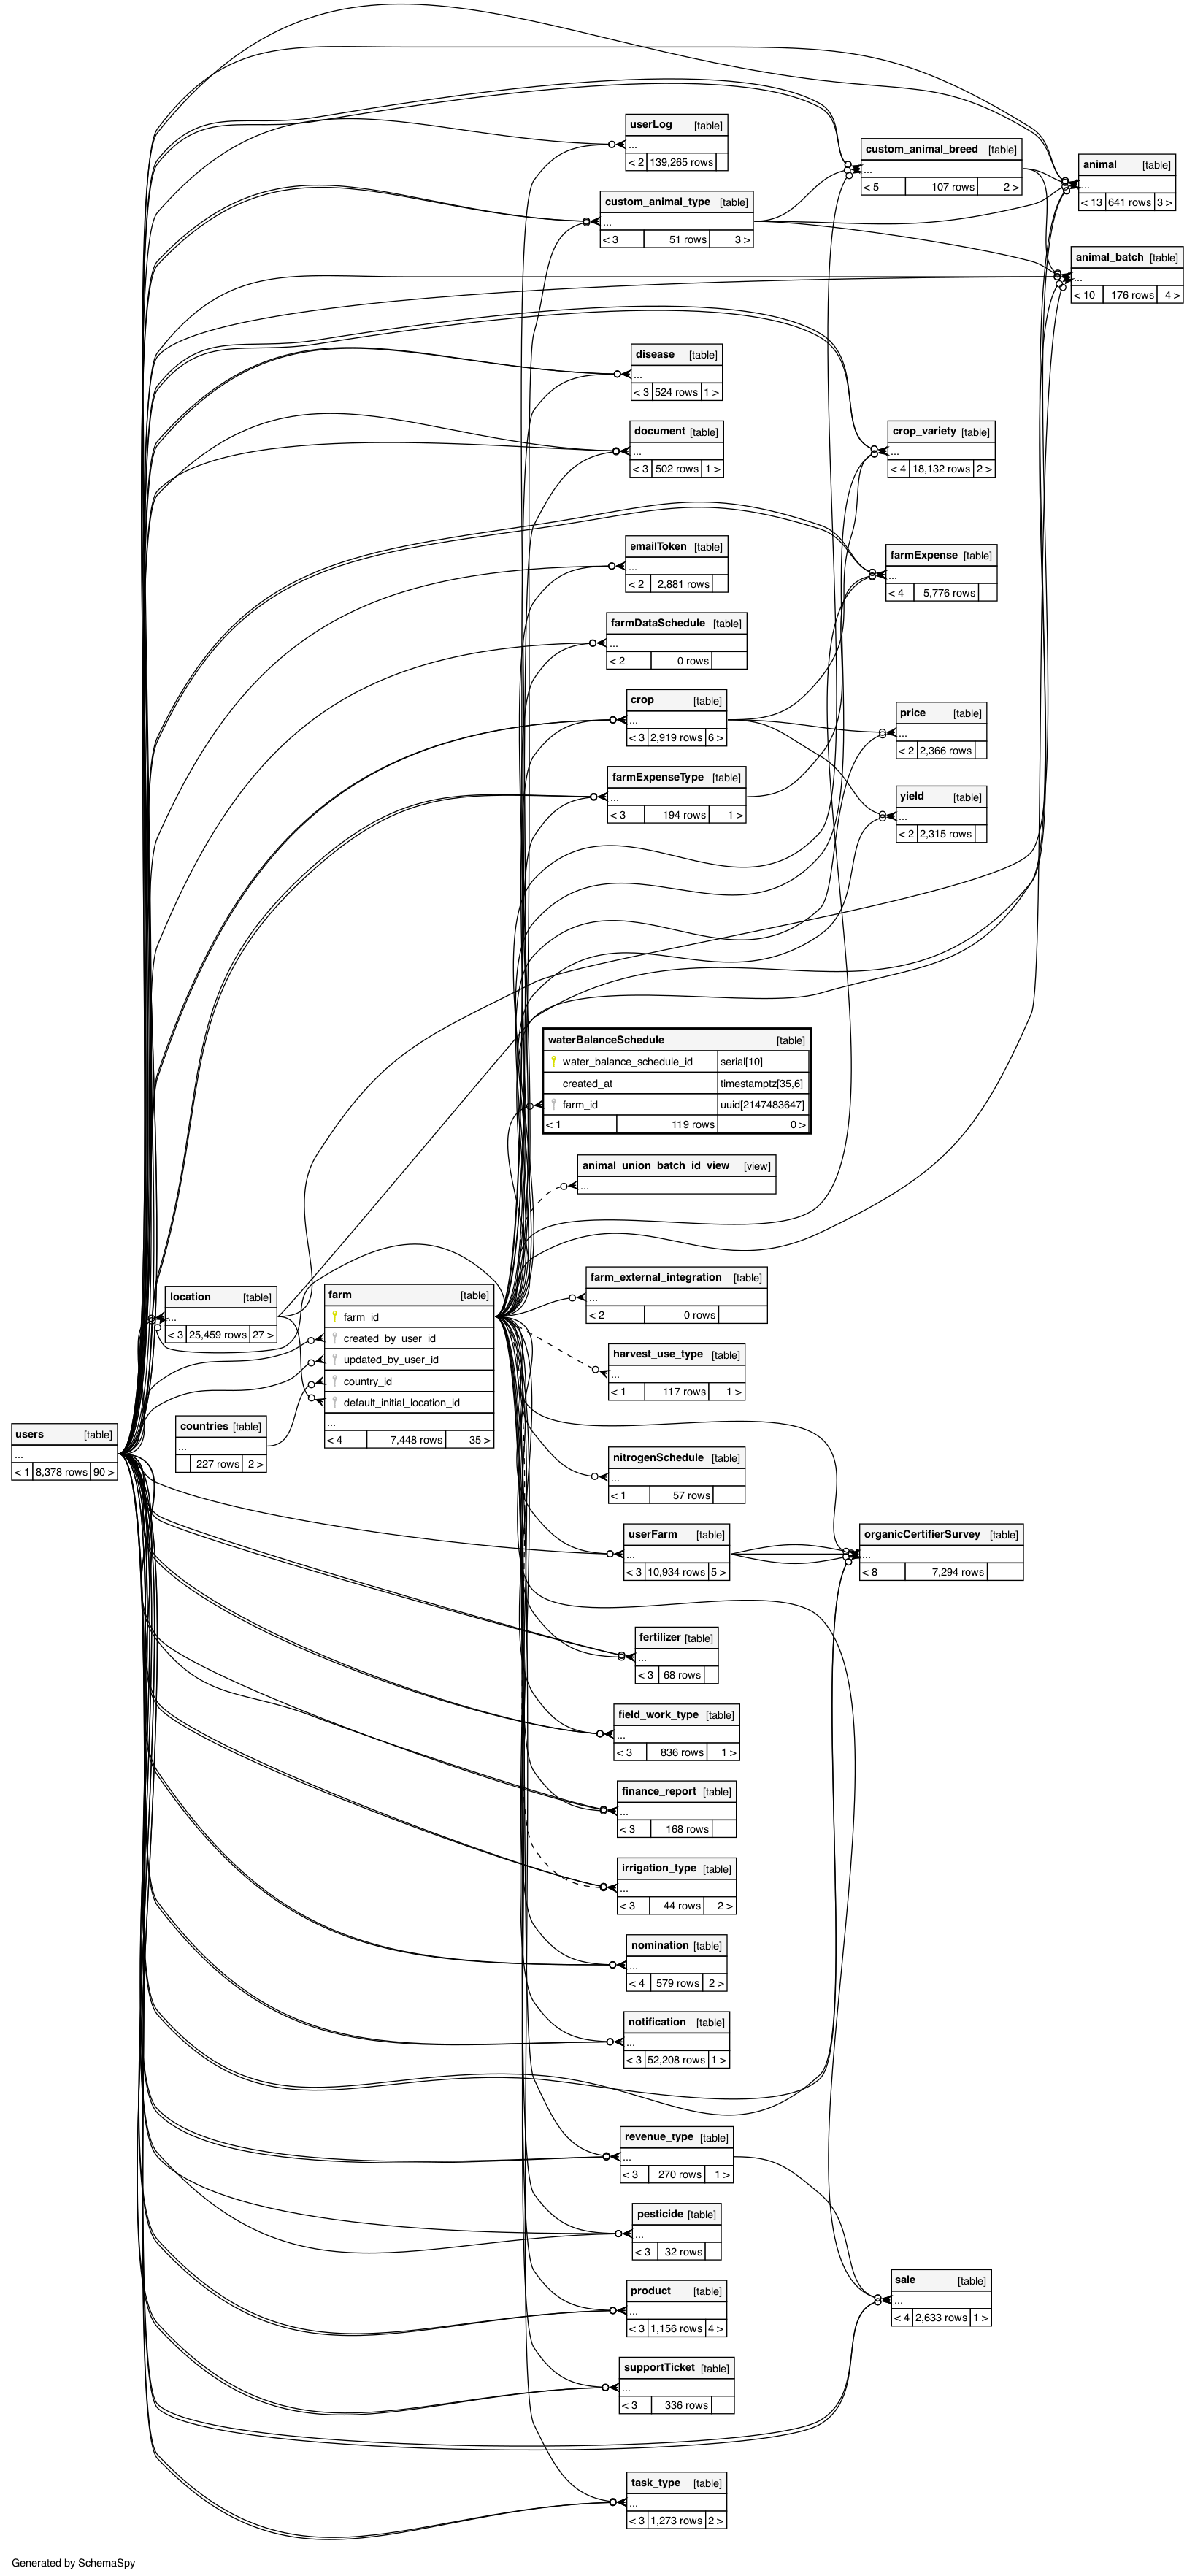 userLog [table]
...
< 2 139,265 rows
custom_animal_breed [table]
...
< 5 107 rows 2 >
animal [table]
...
< 13 641 rows 3 >
custom_animal_type [table]
...
< 3 51 rows 3 >
animal_batch [table]
...
< 10 176 rows 4 >
disease [table]
...
< 3 524 rows 1 >
document [table]
...
< 3 502 rows 1 >
crop_variety [table]
...
< 4 18,132 rows 2 >
emailToken [table]
...
< 2 2,881 rows
farmExpense [table]
...
< 4 5,776 rows
farmDataSchedule [table]
...
< 2 0 rows
crop [table]
...
< 3 2,919 rows 6 >
price [table]
...
< 2 2,366 rows
farmExpenseType [table]
...
< 3 194 rows 1 >
yield [table]
...
< 2 2,315 rows
waterBalanceSchedule [table]
water_balance_schedule_id serial[10]
created_at timestamptz[35,6]
farm_id uuid[2147483647]
< 1 119 rows 0 >
animal_union_batch_id_view [view]
...
farm_external_integration [table]
...
< 2 0 rows
location [table]
...
< 3 25,459 rows 27 >
farm [table]
farm_id
created_by_user_id
updated_by_user_id
country_id
default_initial_location_id
...
< 4 7,448 rows 35 >
harvest_use_type [table]
...
< 1 117 rows 1 >
countries [table]
...
227 rows 2 >
users [table]
...
< 1 8,378 rows 90 >
nitrogenSchedule [table]
...
< 1 57 rows
userFarm [table]
...
< 3 10,934 rows 5 >
organicCertifierSurvey [table]
...
< 8 7,294 rows
fertilizer [table]
...
< 3 68 rows
field_work_type [table]
...
< 3 836 rows 1 >
finance_report [table]
...
< 3 168 rows
irrigation_type [table]
...
< 3 44 rows 2 >
nomination [table]
...
< 4 579 rows 2 >
notification [table]
...
< 3 52,208 rows 1 >
revenue_type [table]
...
< 3 270 rows 1 >
pesticide [table]
...
< 3 32 rows
sale [table]
...
< 4 2,633 rows 1 >
product [table]
...
< 3 1,156 rows 4 >
supportTicket [table]
...
< 3 336 rows
task_type [table]
...
< 3 1,273 rows 2 >
Generated by SchemaSpy